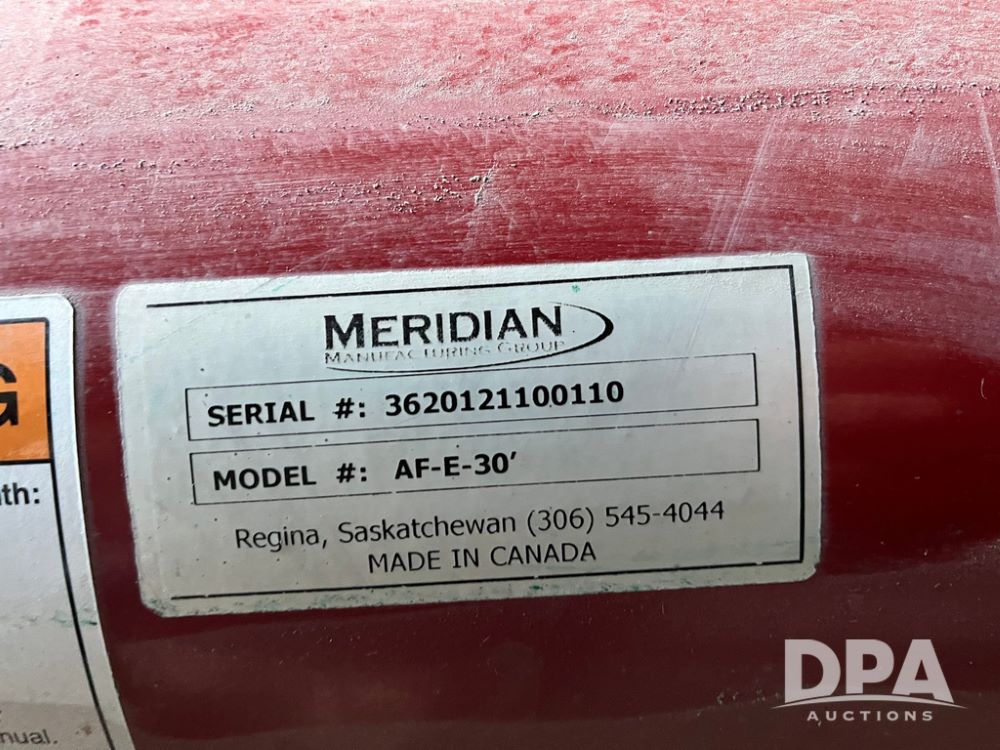 MERIDIAN
MANUFACTURING GROUP
SERIAL #: 3620121100110
MODEL #: AF-E-30'
Regina, Saskatchewan (306) 545-4044
MADE IN CANADA
G
th:
nual.
DPA
AUCTIONS